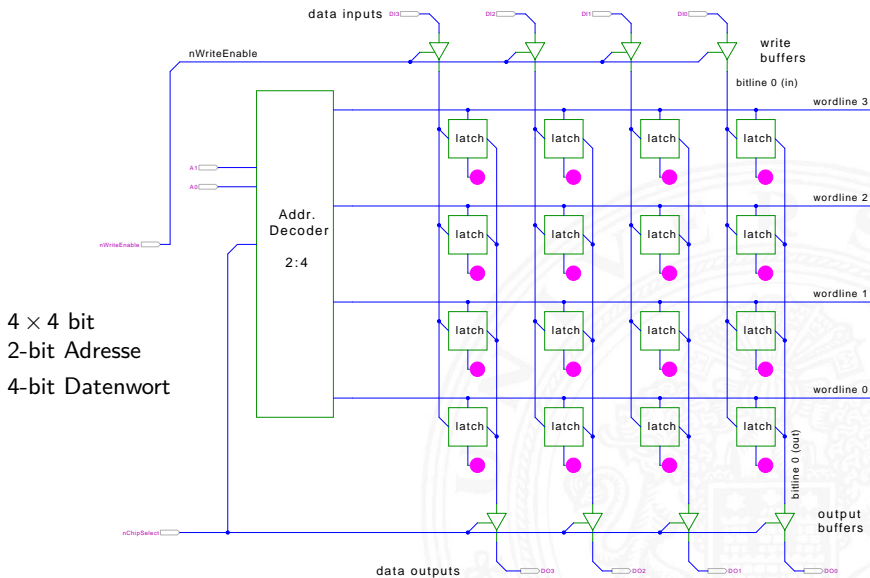 data inputs DI3 DI2 DI1 DI0
nWriteEnable
write
buffers
bitline 0 (in)
wordline 3
latch latch latch latch
A1
A0
wordline 2
Addr.
Decoder
2:4
latch latch latch latch
nWriteEnable
wordline 1
4 × 4 bit
2-bit Adresse
4-bit Datenwort
latch latch latch latch
wordline 0
latch latch latch latch
bitline 0 (out)
output
buffers
nChipSelect
data outputs DO3 DO2 DO1 DO0